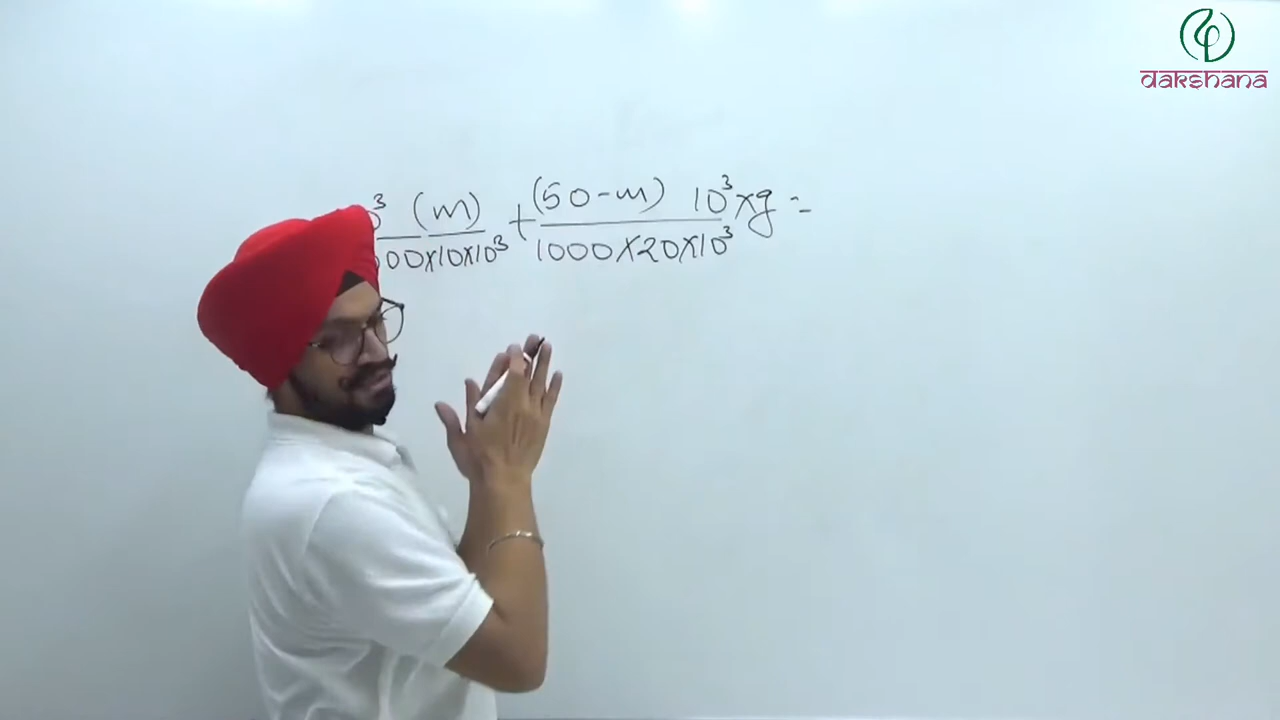 dakshana
³ (m) + (50-m) 10³×g =
00×10×10³ 1000×20×10³